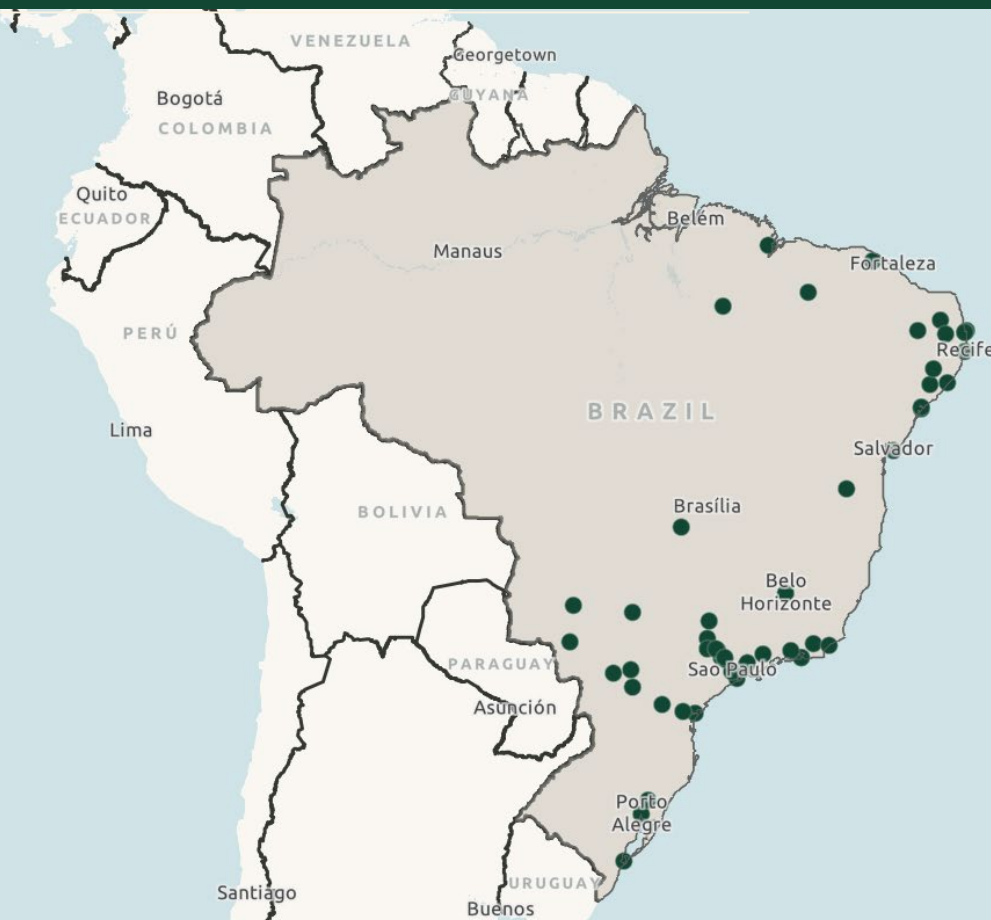 VENEZUELA
Georgetown
GUYANA
Bogotá
COLOMBIA
Quito
ECUADOR
Belém
Manaus
Fortaleza
PERÚ
Recife
BRAZIL
Lima
Salvador
Brasília
BOLIVIA
Belo
Horizonte
PARAGUAY
Sao Paulo
Asunción
Porto
Alegre
Santiago
URUGUAY
Buenos